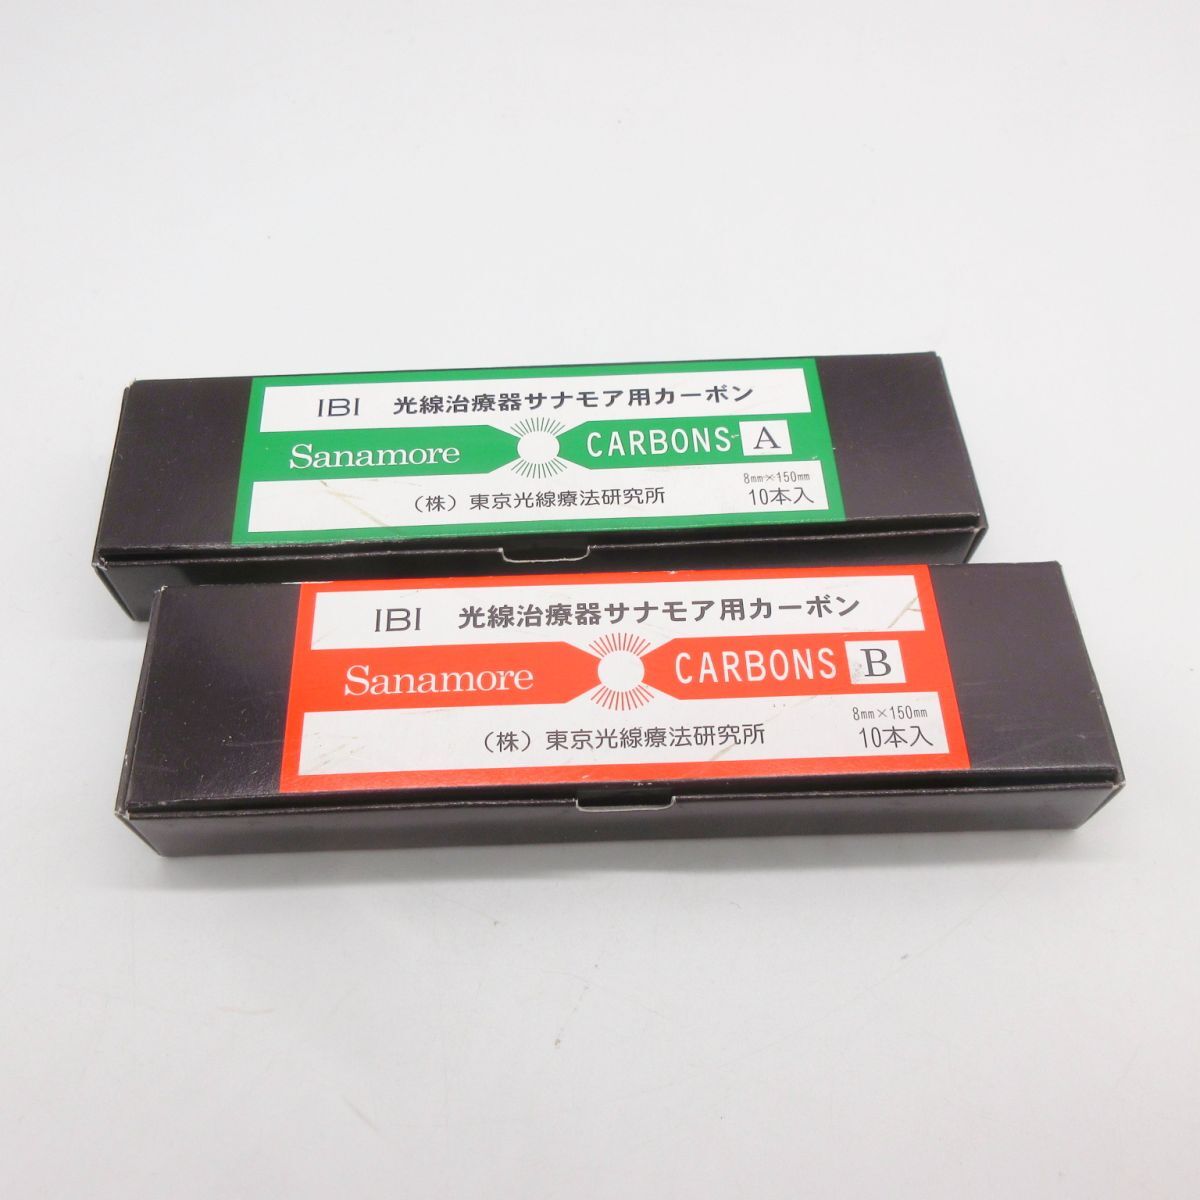 IBI 光線治療器サナモア用カーボン
Sanamore CARBONS A
8mm×150mm
(株)東京光線療法研究所 10本入
IBI 光線治療器サナモア用カーボン
Sanamore CARBONS B
8mm×150mm
(株)東京光線療法研究所 10本入